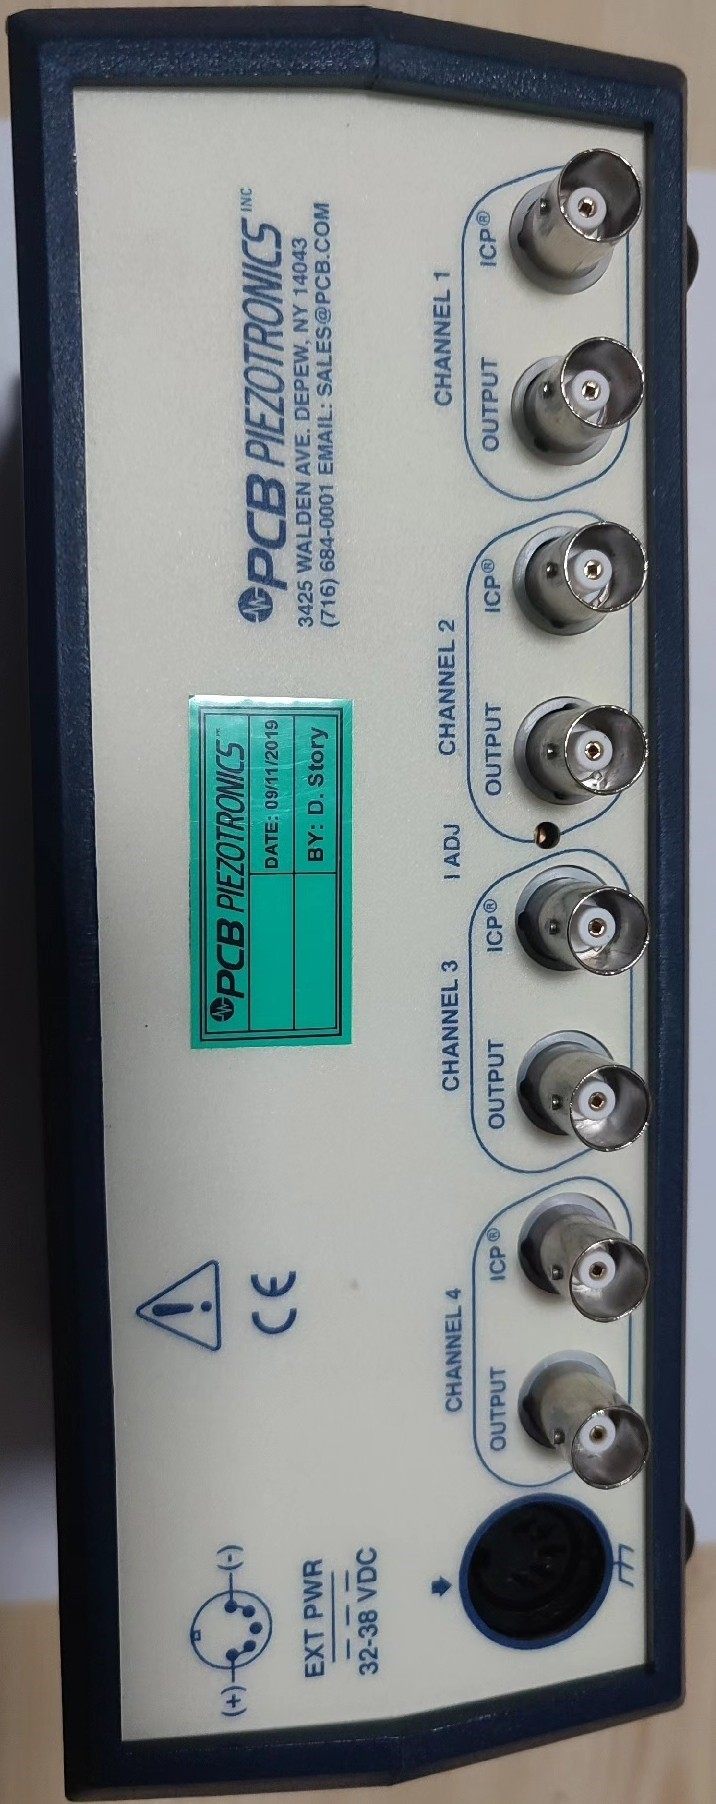 (+) (-)
EXT PWR
32-38 VDC
CE
PCB PIEZOTRONICS™
DATE: 09/11/2019
BY: D. Story
PCB PIEZOTRONICS INC
3425 WALDEN AVE. DEPEW, NY 14043
(716) 684-0001 EMAIL: SALES@PCB.COM
CHANNEL 4
OUTPUT ICP®
CHANNEL 3
OUTPUT ICP®
I ADJ
CHANNEL 2
OUTPUT ICP®
CHANNEL 1
OUTPUT ICP®